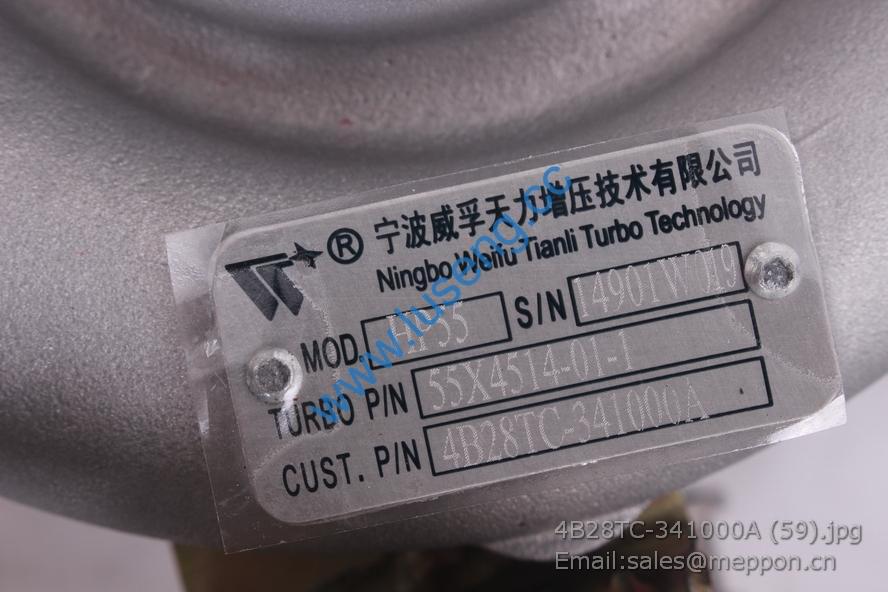 ® 宁波威孚天力增压技术有限公司
Ningbo Weifu Tianli Turbo Technology
MOD. HP55 S/N 14901W019
TURBO P/N 55X4514-01-1
CUST. P/N 4B28TC-341000A
www.luseng.cc
4B28TC-341000A (59).jpg
Email:sales@meppon.cn